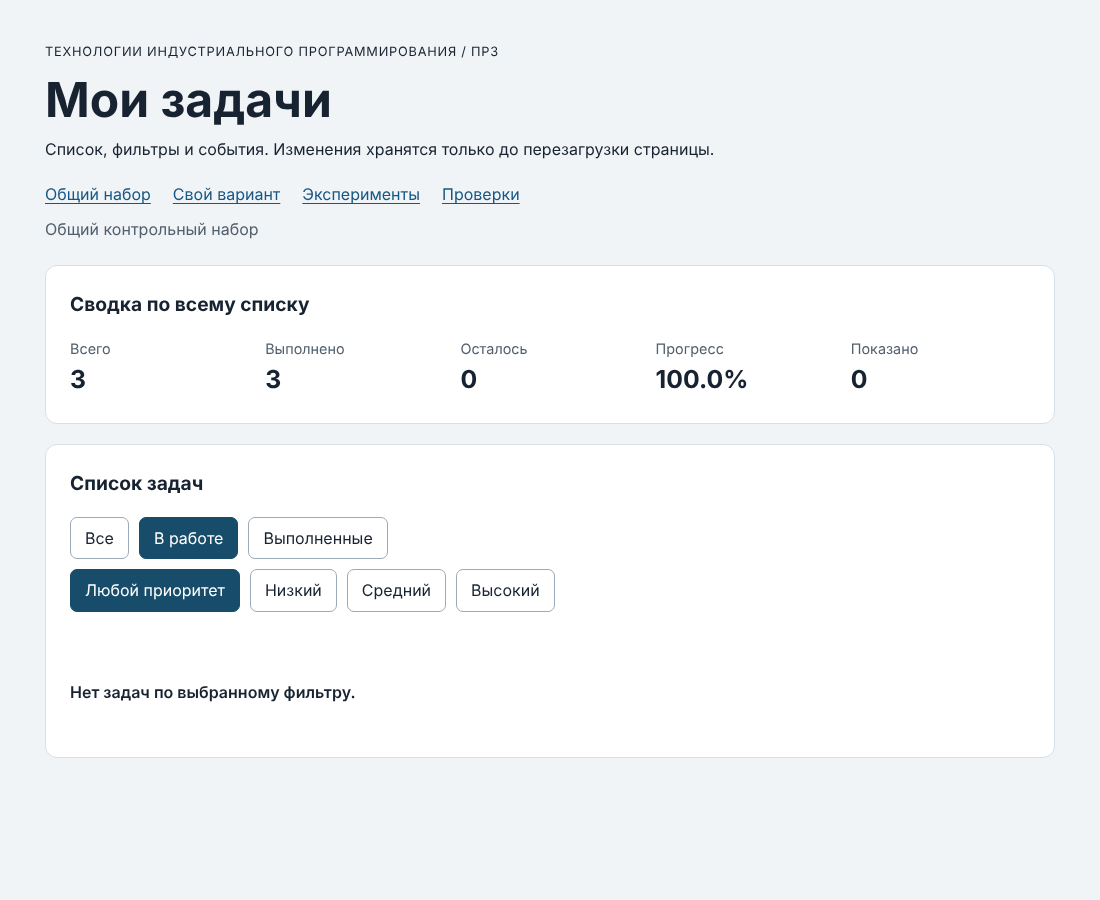 ТЕХНОЛОГИИ ИНДУСТРИАЛЬНОГО ПРОГРАММИРОВАНИЯ / ПР3
Мои задачи
Список, фильтры и события. Изменения хранятся только до перезагрузки страницы.
Общий набор Свой вариант Эксперименты Проверки
Общий контрольный набор
Сводка по всему списку
Всего Выполнено Осталось Прогресс Показано
3 3 0 100.0% 0
Список задач
Все В работе Выполненные
Любой приоритет Низкий Средний Высокий
Нет задач по выбранному фильтру.